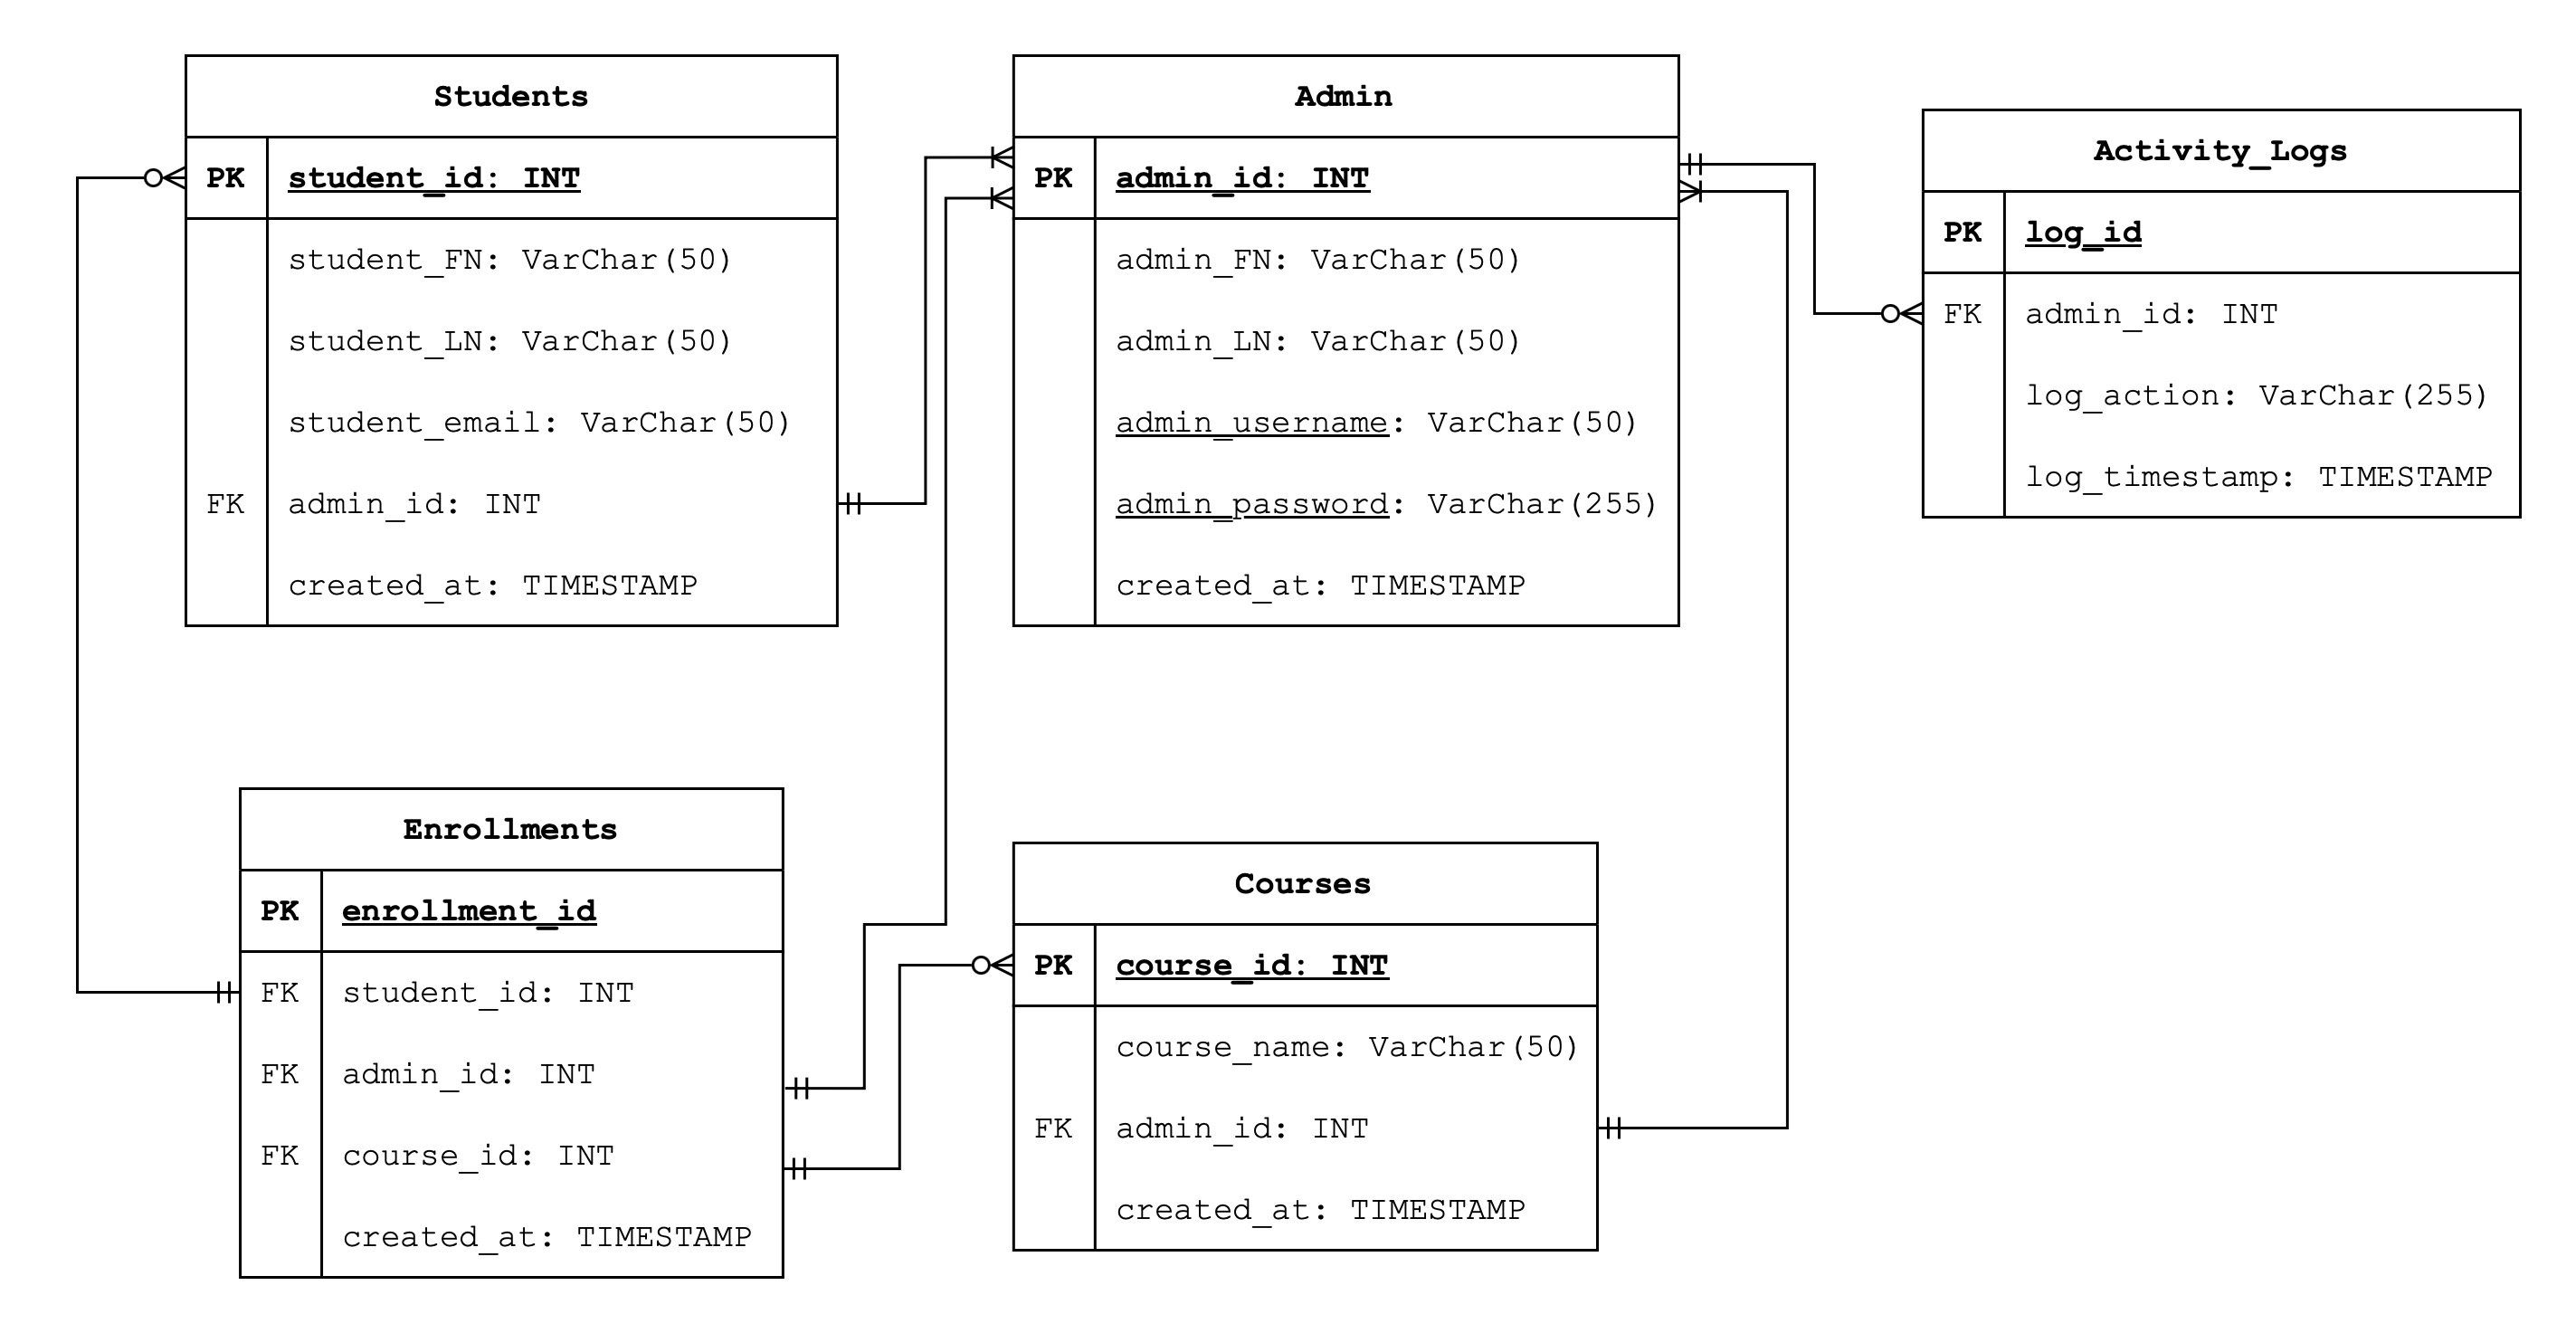 Students
PK student_id: INT
student_FN: VarChar(50)
student_LN: VarChar(50)
student_email: VarChar(50)
FK admin_id: INT
created_at: TIMESTAMP
Admin
PK admin_id: INT
admin_FN: VarChar(50)
admin_LN: VarChar(50)
admin_username: VarChar(50)
admin_password: VarChar(255)
created_at: TIMESTAMP
Activity_Logs
PK log_id
FK admin_id: INT
log_action: VarChar(255)
log_timestamp: TIMESTAMP
Enrollments
PK enrollment_id
FK student_id: INT
FK admin_id: INT
FK course_id: INT
created_at: TIMESTAMP
Courses
PK course_id: INT
course_name: VarChar(50)
FK admin_id: INT
created_at: TIMESTAMP